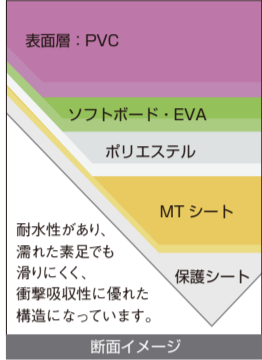 表面層：PVC
ソフトボード・EVA
ポリエステル
MT シート
保護シート
耐水性があり、
濡れた素足でも
滑りにくく、
衝撃吸収性に優れた
構造になっています。
断面イメージ